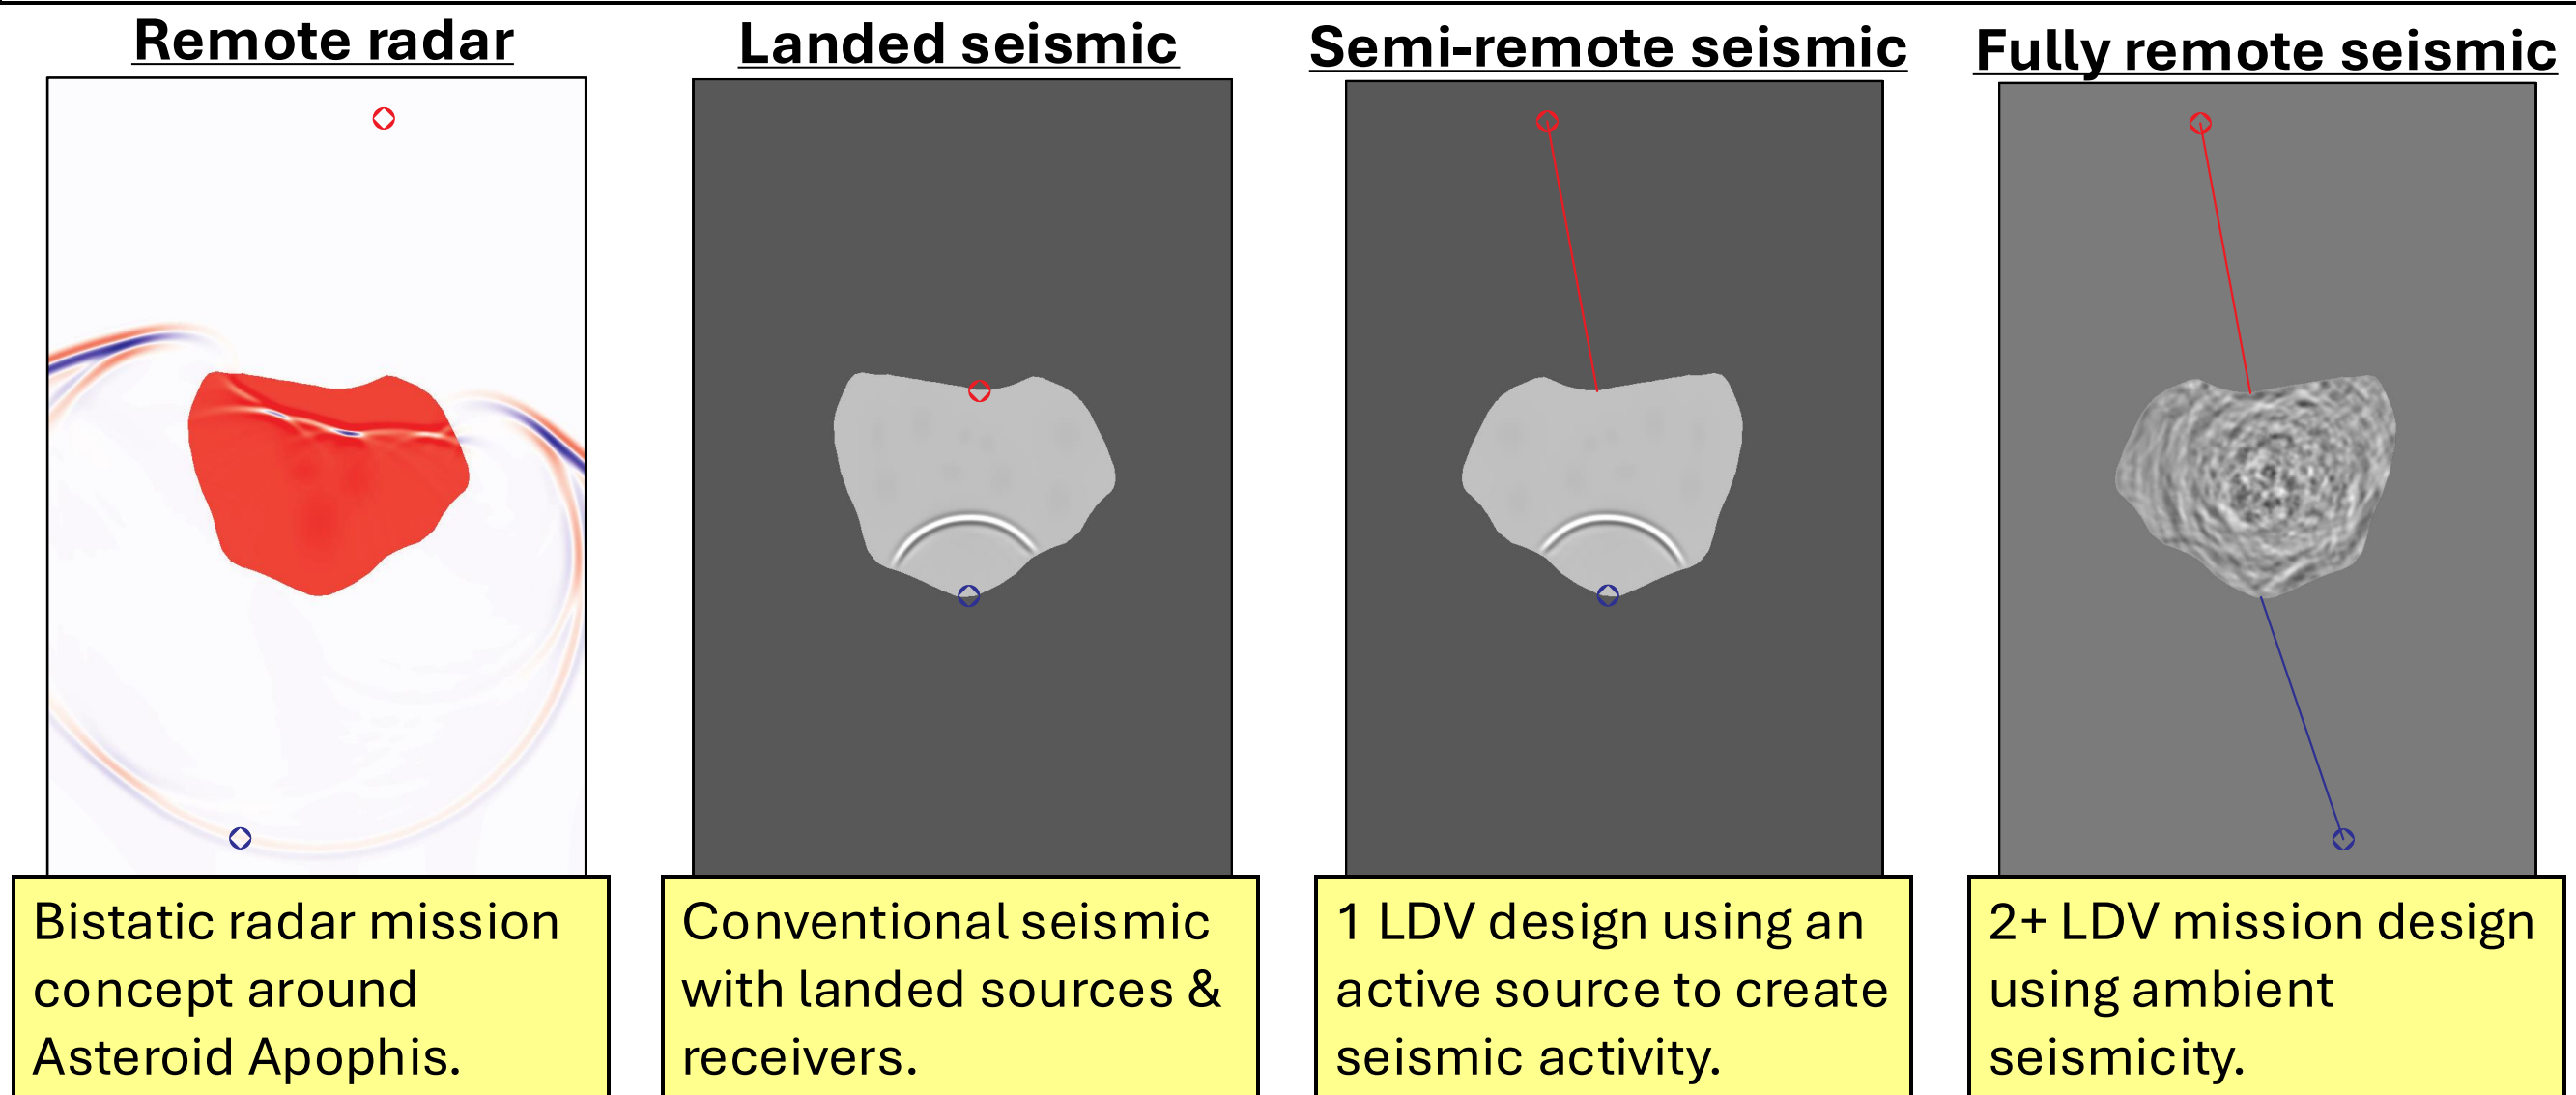 Remote radar
Landed seismic
Semi-remote seismic
Fully remote seismic
Bistatic radar mission
concept around
Asteroid Apophis.
Conventional seismic
with landed sources &
receivers.
1 LDV design using an
active source to create
seismic activity.
2+ LDV mission design
using ambient
seismicity.